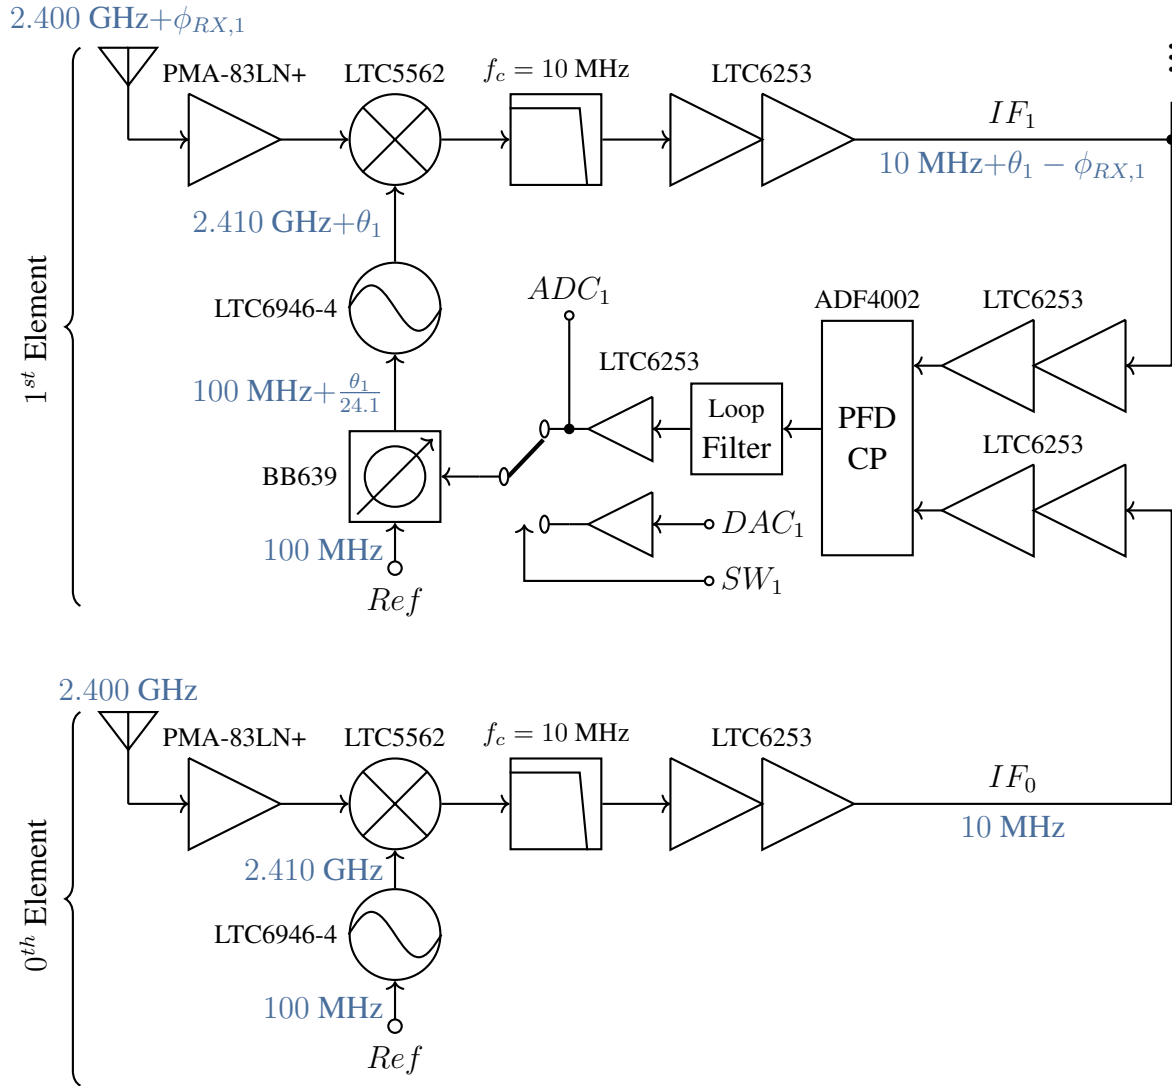 2.400 GHz+ϕ_{RX,1}
PMA-83LN+
LTC5562
f_c = 10 MHz
LTC6253
IF_1
10 MHz+θ_1 − ϕ_{RX,1}
2.410 GHz+θ_1
1^{st} Element
LTC6946-4
ADC_1
ADF4002
LTC6253
LTC6253
100 MHz+θ_1/24.1
Loop
Filter
PFD
CP
LTC6253
BB639
DAC_1
100 MHz
SW_1
Ref
2.400 GHz
PMA-83LN+
LTC5562
f_c = 10 MHz
LTC6253
IF_0
10 MHz
2.410 GHz
0^{th} Element
LTC6946-4
100 MHz
Ref